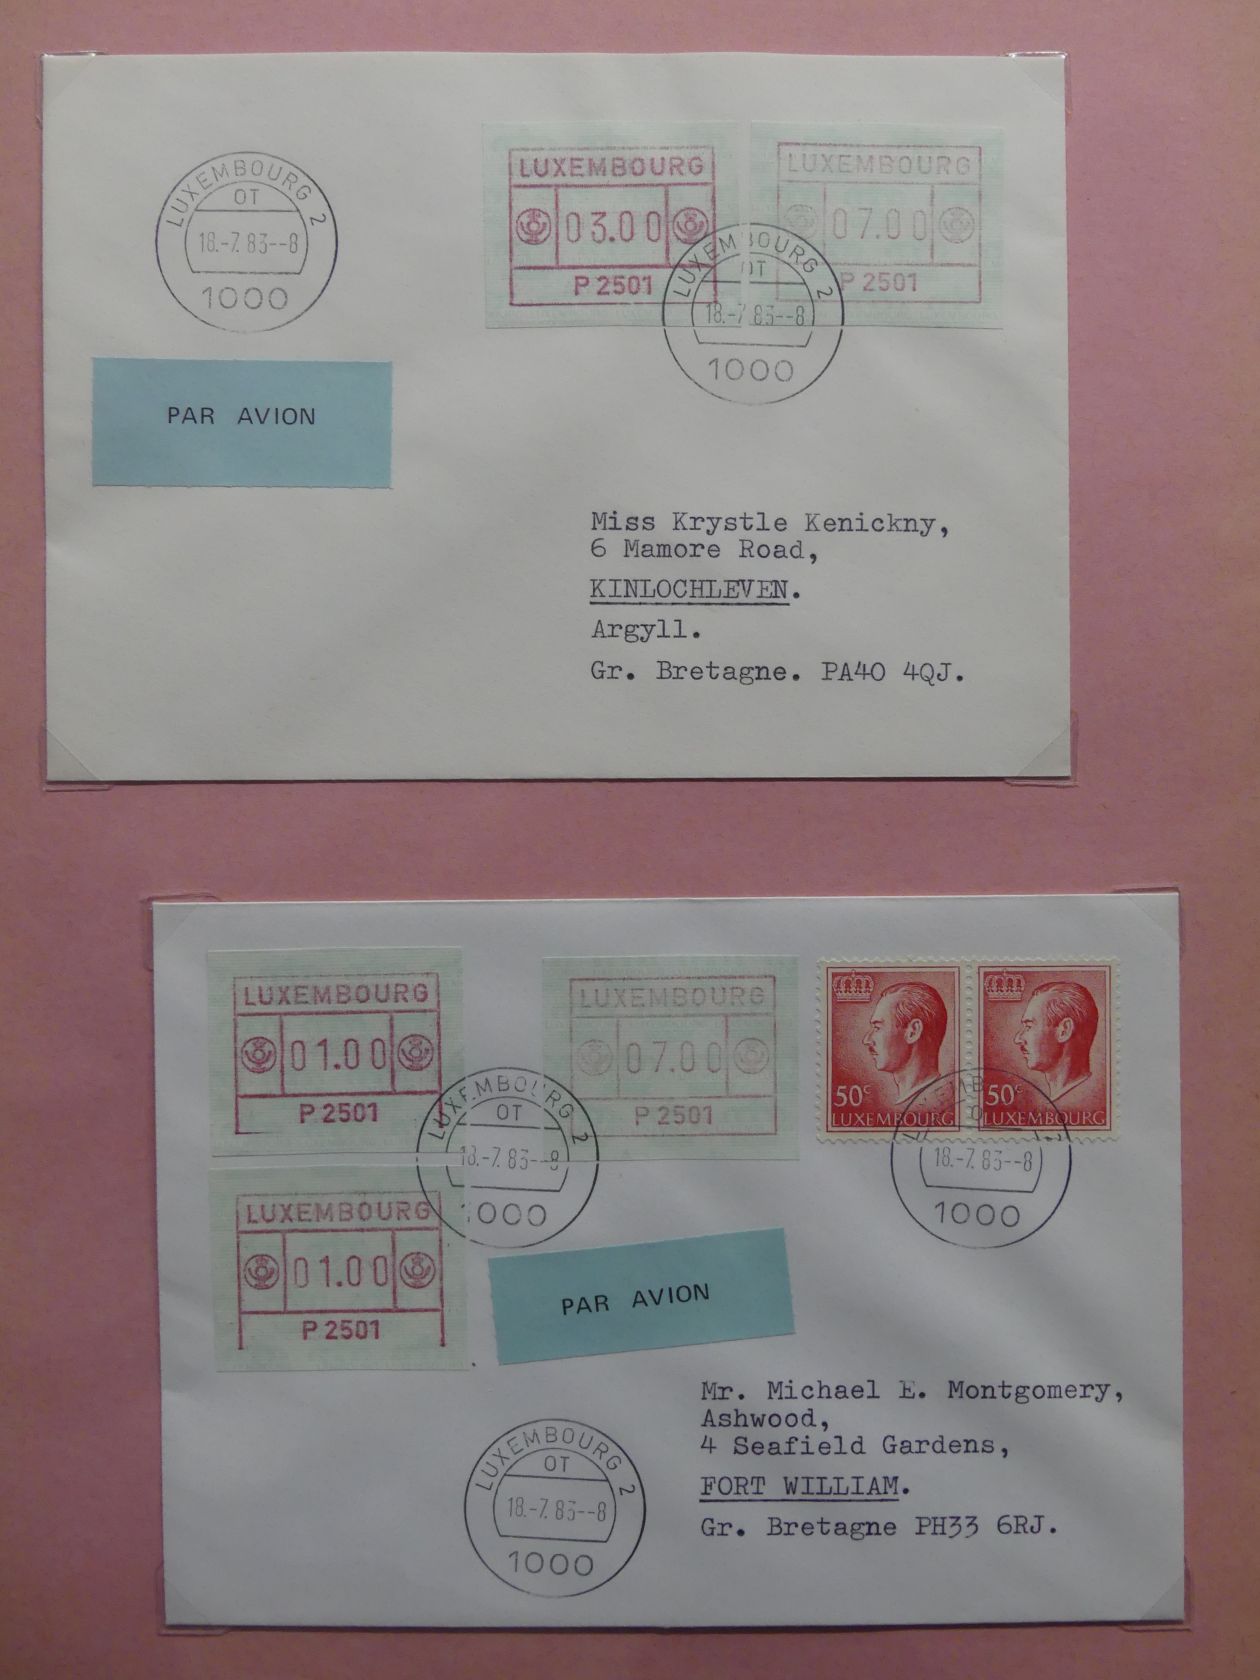 LUXEMBOURG 2
OT
18.-7.83--8
1000
LUXEMBOURG
03.00
P 2501
LUXEMBOURG
07.00
P 2501
LUXEMBOURG 2
OT
18.-7.83--8
1000
PAR AVION
Miss Krystle Kenickny,
6 Mamore Road,
KINLOCHLEVEN.
Argyll.
Gr. Bretagne. PA40 4QJ.
LUXEMBOURG
01.00
P 2501
LUXEMBOURG
07.00
P 2501
50c
LUXEMBOURG
50c
LUXEMBOURG
LUXEMBOURG 2
OT
18.-7.83--8
1000
18.-7.83--8
1000
LUXEMBOURG
01.00
P 2501
PAR AVION
Mr. Michael E. Montgomery,
Ashwood,
4 Seafield Gardens,
FORT WILLIAM.
Gr. Bretagne PH33 6RJ.
LUXEMBOURG 2
OT
18.-7.83--8
1000